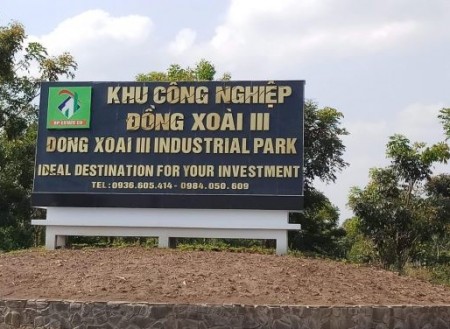 KHU CÔNG NGHIỆP
ĐỒNG XOÀI III
DONG XOAI III INDUSTRIAL PARK
IDEAL DESTINATION FOR YOUR INVESTMENT
TEL: 0936.605.414 - 0984.050.609